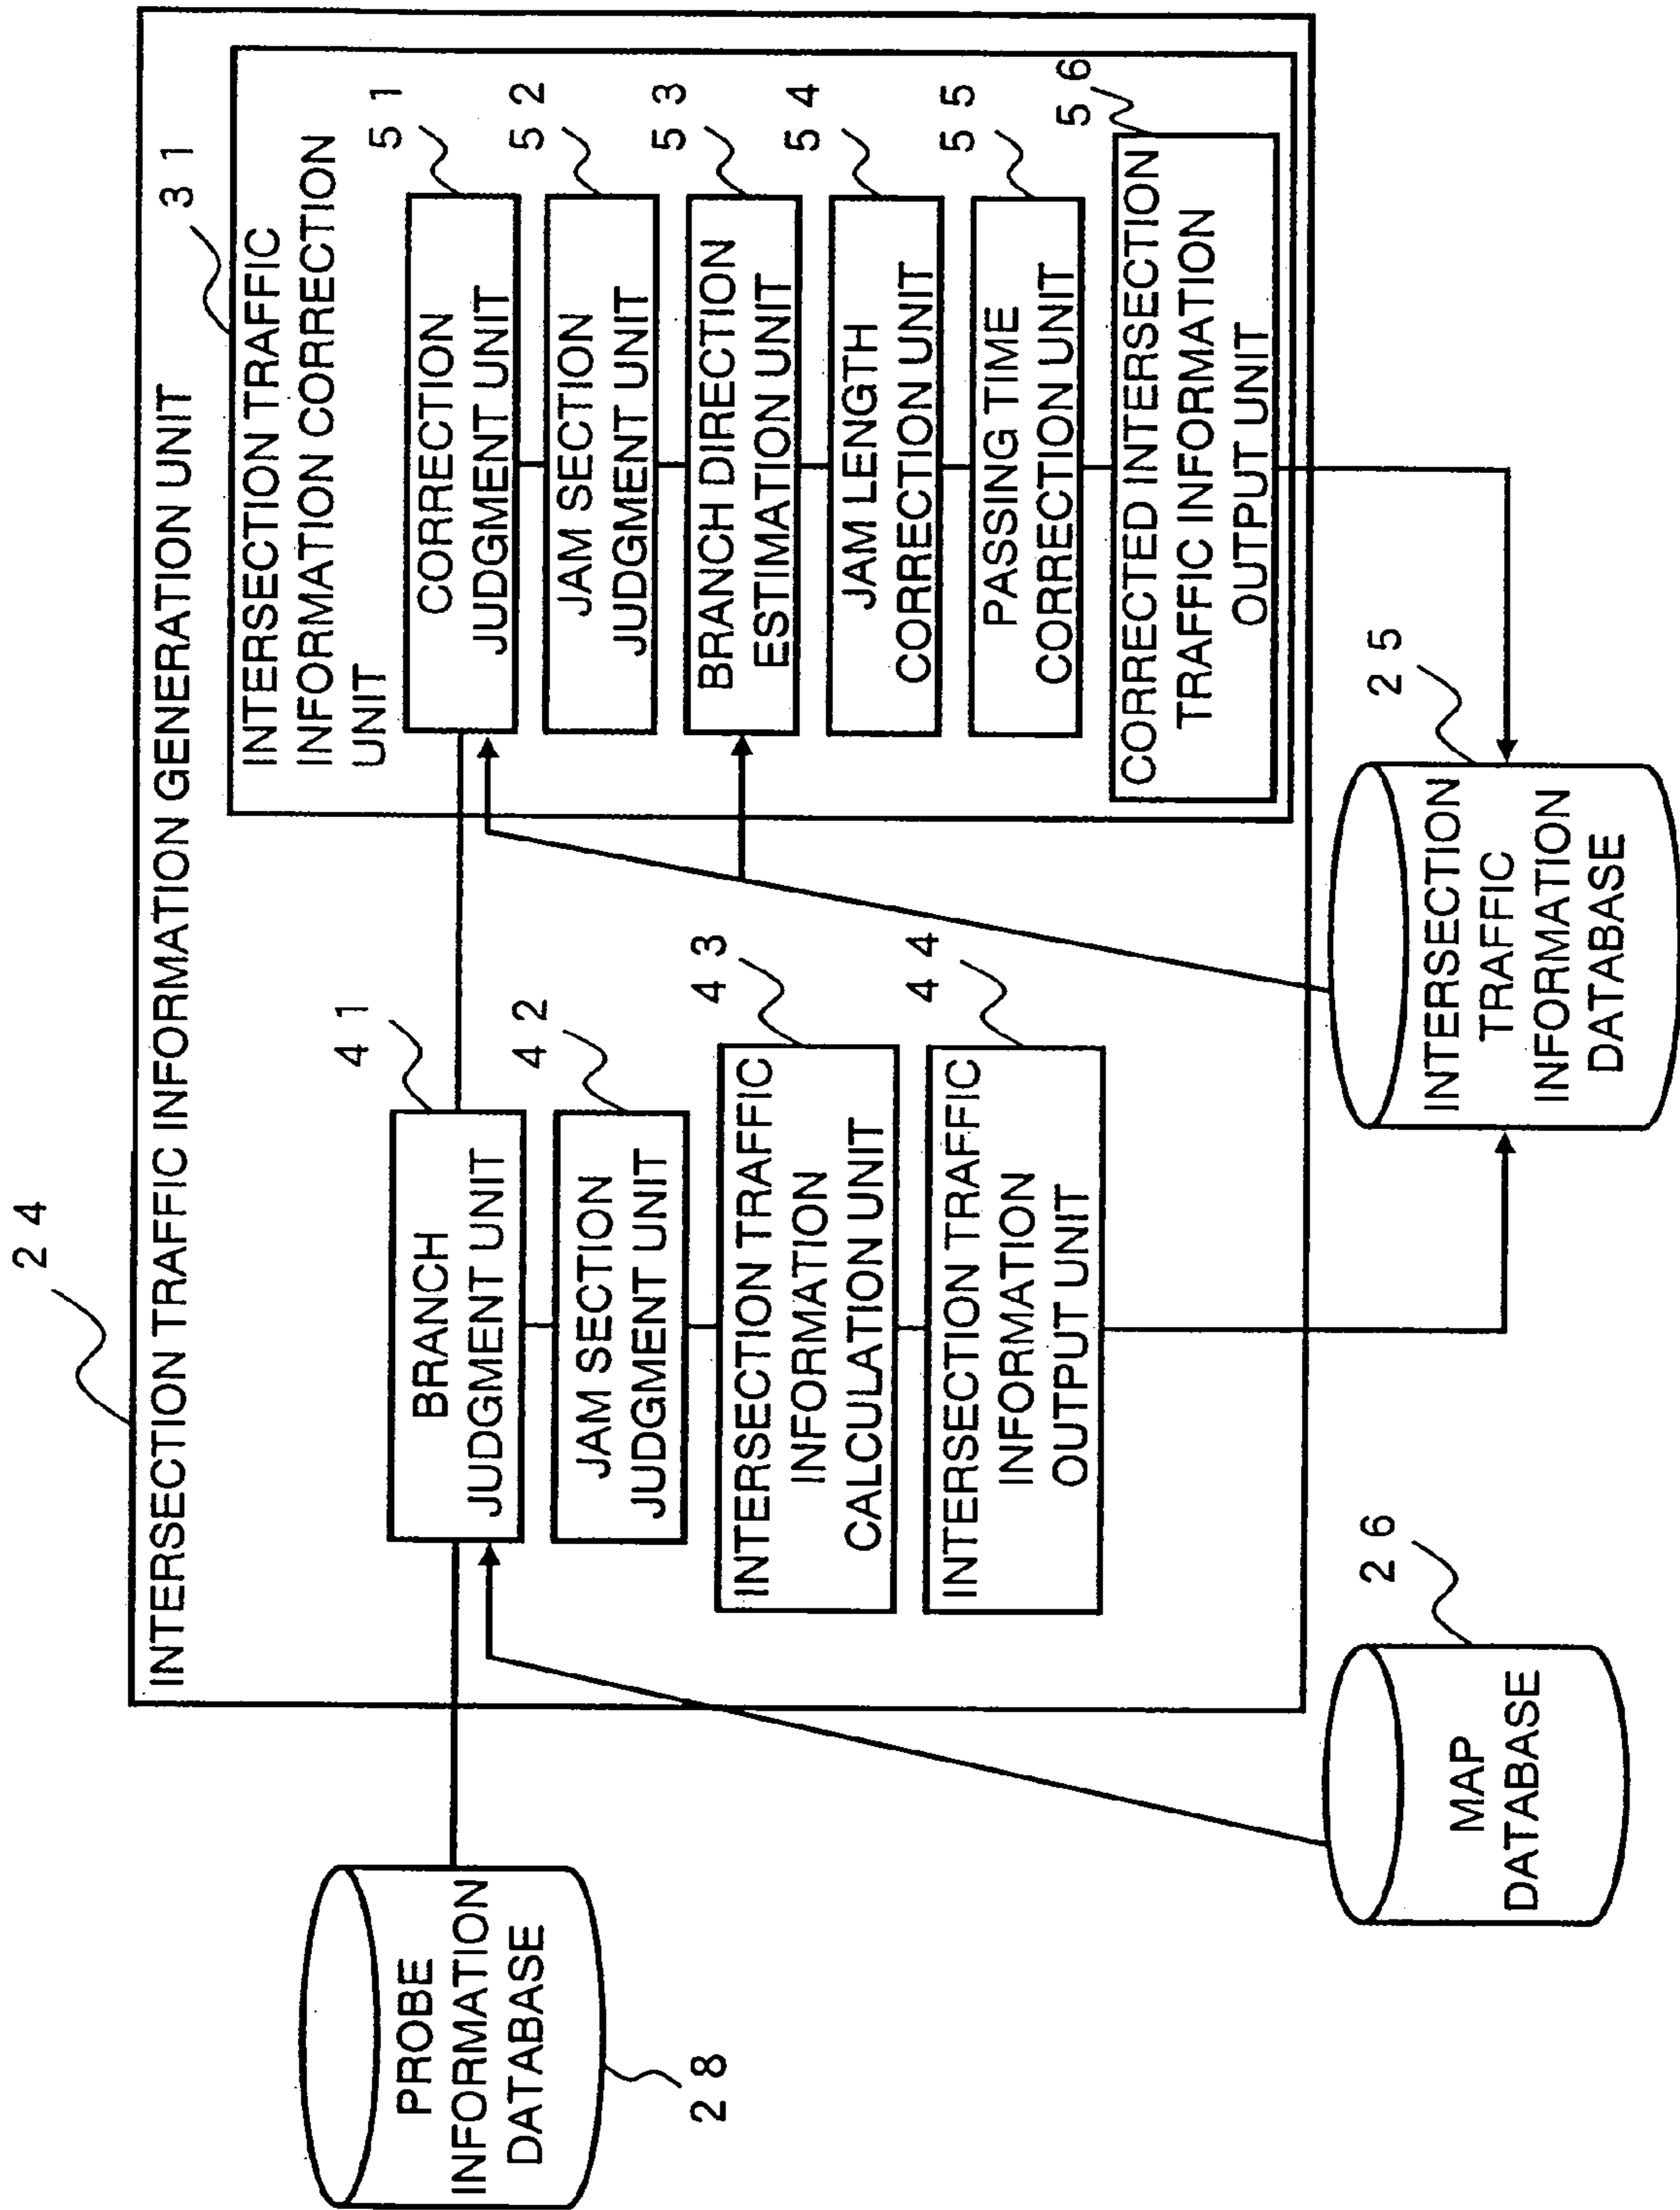 24
INTERSECTION TRAFFIC INFORMATION GENERATION UNIT
31
INTERSECTION TRAFFIC
INFORMATION CORRECTION
UNIT
PROBE
INFORMATION
DATABASE
28
41
BRANCH
JUDGMENT UNIT
42
JAM SECTION
JUDGMENT UNIT
43
INTERSECTION TRAFFIC
INFORMATION
CALCULATION UNIT
44
INTERSECTION TRAFFIC
INFORMATION
OUTPUT UNIT
51
CORRECTION
JUDGMENT UNIT
52
JAM SECTION
JUDGMENT UNIT
53
BRANCH DIRECTION
ESTIMATION UNIT
54
JAM LENGTH
CORRECTION UNIT
55
PASSING TIME
CORRECTION UNIT
56
CORRECTED INTERSECTION
TRAFFIC INFORMATION
OUTPUT UNIT
26
MAP
DATABASE
25
INTERSECTION
TRAFFIC
INFORMATION
DATABASE